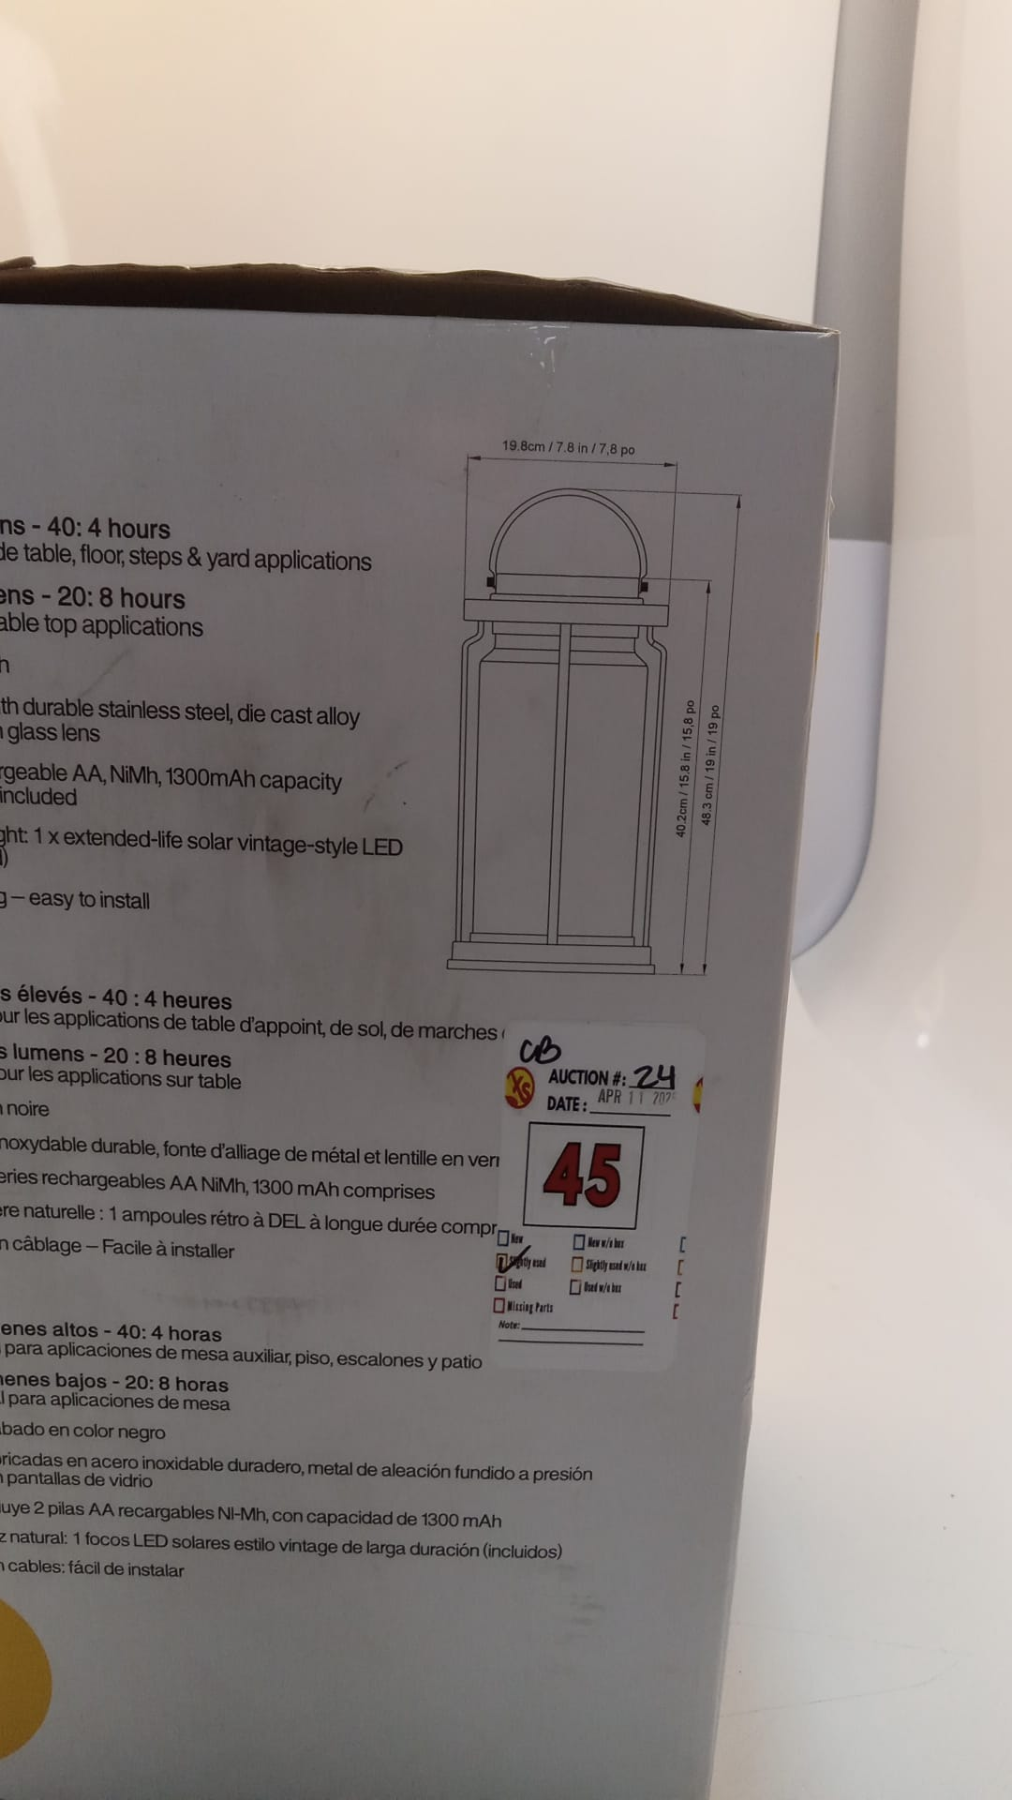 19.8cm / 7.8 in / 7,8 po
40.2cm / 15.8 in / 15,8 po
48.3 cm / 19 in / 19 po
ns - 40: 4 hours
de table, floor, steps & yard applications
ens - 20: 8 hours
able top applications
h
th durable stainless steel, die cast alloy
glass lens
rgeable AA, NiMh, 1300mAh capacity
included
ght: 1 x extended-life solar vintage-style LED
g – easy to install
s élevés - 40 : 4 heures
our les applications de table d'appoint, de sol, de marches
s lumens - 20 : 8 heures
our les applications sur table
noire
noxydable durable, fonte d'alliage de métal et lentille en verr
eries rechargeables AA NiMh, 1300 mAh comprises
ère naturelle : 1 ampoules rétro à DEL à longue durée compr
n câblage – Facile à installer
enes altos - 40: 4 horas
para aplicaciones de mesa auxiliar, piso, escalones y patio
nenes bajos - 20: 8 horas
l para aplicaciones de mesa
abado en color negro
ricadas en acero inoxidable duradero, metal de aleación fundido a presión
n pantallas de vidrio
uye 2 pilas AA recargables NI-Mh, con capacidad de 1300 mAh
z natural: 1 focos LED solares estilo vintage de larga duración (incluidos)
n cables: fácil de instalar
CB
XS
AUCTION #: 24
DATE: APR 11 202
45
New
New w/o box
Slightly used
Slightly used w/o box
Used
Used w/o box
Missing Parts
Note: